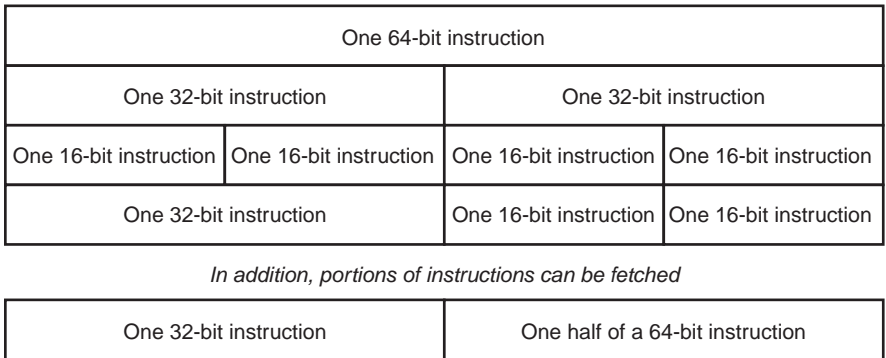 One 64-bit instruction
One 32-bit instruction One 32-bit instruction
One 16-bit instruction One 16-bit instruction One 16-bit instruction One 16-bit instruction
One 32-bit instruction One 16-bit instruction One 16-bit instruction
In addition, portions of instructions can be fetched
One 32-bit instruction One half of a 64-bit instruction